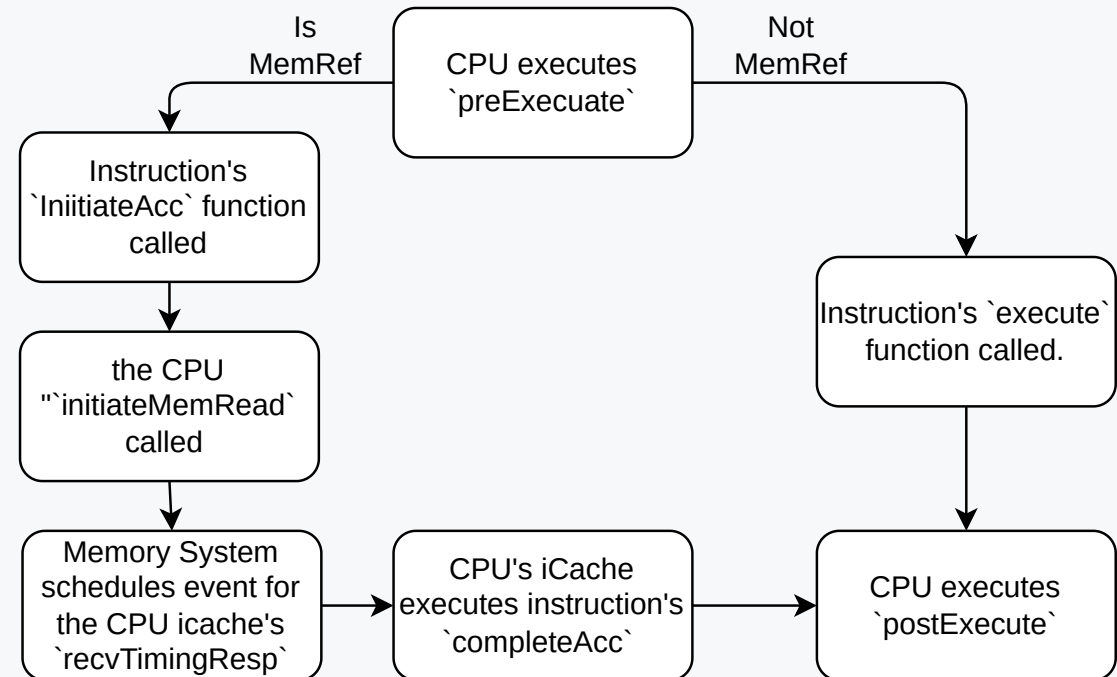 Is
MemRef
CPU executes
`preExecuate`
Not
MemRef
Instruction's
`IniitiateAcc` function
called
the CPU
"`initiateMemRead`
called
Instruction's `execute`
function called.
Memory System
schedules event for
the CPU icache's
`recvTimingResp`
CPU's iCache
executes instruction's
`completeAcc`
CPU executes
`postExecute`